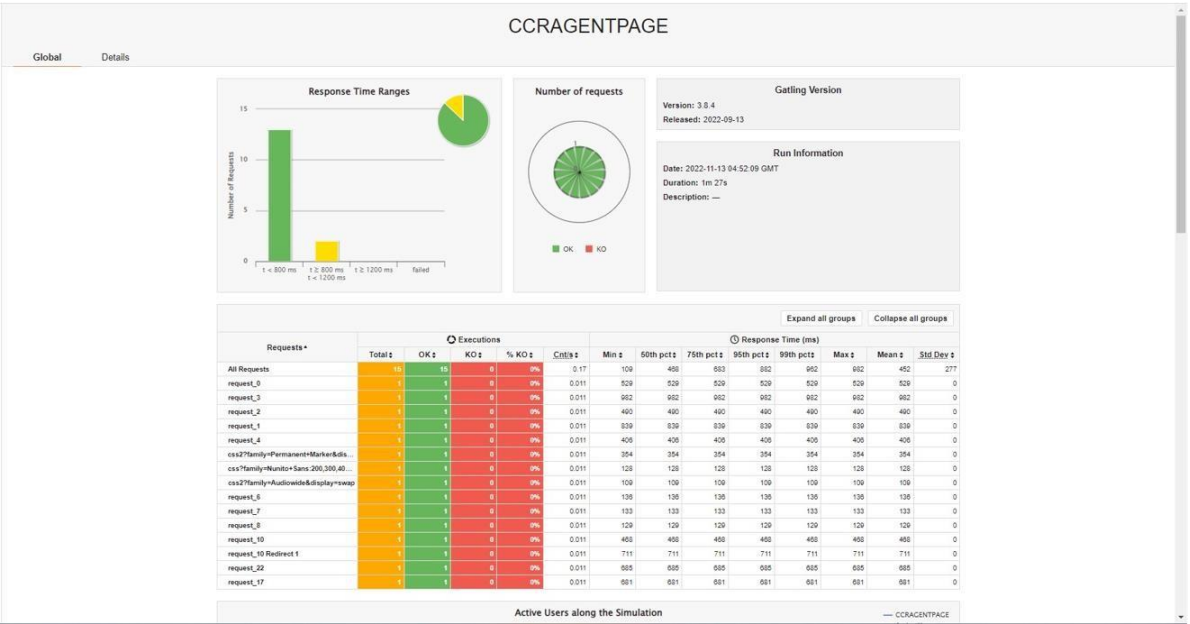 CCRAGENTPAGE
Global Details
Response Time Ranges
Number of Requests
15
10
5
0
t < 800 ms
t ≥ 800 ms
t < 1200 ms
t ≥ 1200 ms
failed
Number of requests
OK KO
Gatling Version
Version: 3.8.4
Released: 2022-09-13
Run Information
Date: 2022-11-13 04:52:09 GMT
Duration: 1m 27s
Description: —
Expand all groups Collapse all groups
Requests Executions Response Time (ms)
Total OK KO % KO Cnt/s Min 50th pct 75th pct 95th pct 99th pct Max Mean Std Dev
All Requests 15 15 0 0% 0.17 109 468 683 882 962 982 452 277
request_0 1 1 0 0% 0.011 529 529 529 529 529 529 529 0
request_3 1 1 0 0% 0.011 982 982 982 982 982 982 982 0
request_2 1 1 0 0% 0.011 490 490 490 490 490 490 490 0
request_1 1 1 0 0% 0.011 839 839 839 839 839 839 839 0
request_4 1 1 0 0% 0.011 406 406 406 406 406 406 406 0
css2?family=Permanent+Marker&dis... 1 1 0 0% 0.011 354 354 354 354 354 354 354 0
css?family=Nunito+Sans:200,300,40... 1 1 0 0% 0.011 128 128 128 128 128 128 128 0
css2?family=Audiowide&display=swap 1 1 0 0% 0.011 109 109 109 109 109 109 109 0
request_6 1 1 0 0% 0.011 136 136 136 136 136 136 136 0
request_7 1 1 0 0% 0.011 133 133 133 133 133 133 133 0
request_8 1 1 0 0% 0.011 129 129 129 129 129 129 129 0
request_10 1 1 0 0% 0.011 468 468 468 468 468 468 468 0
request_10 Redirect 1 1 1 0 0% 0.011 711 711 711 711 711 711 711 0
request_22 1 1 0 0% 0.011 685 685 685 685 685 685 685 0
request_17 1 1 0 0% 0.011 681 681 681 681 681 681 681 0
Active Users along the Simulation
CCRAGENTPAGE